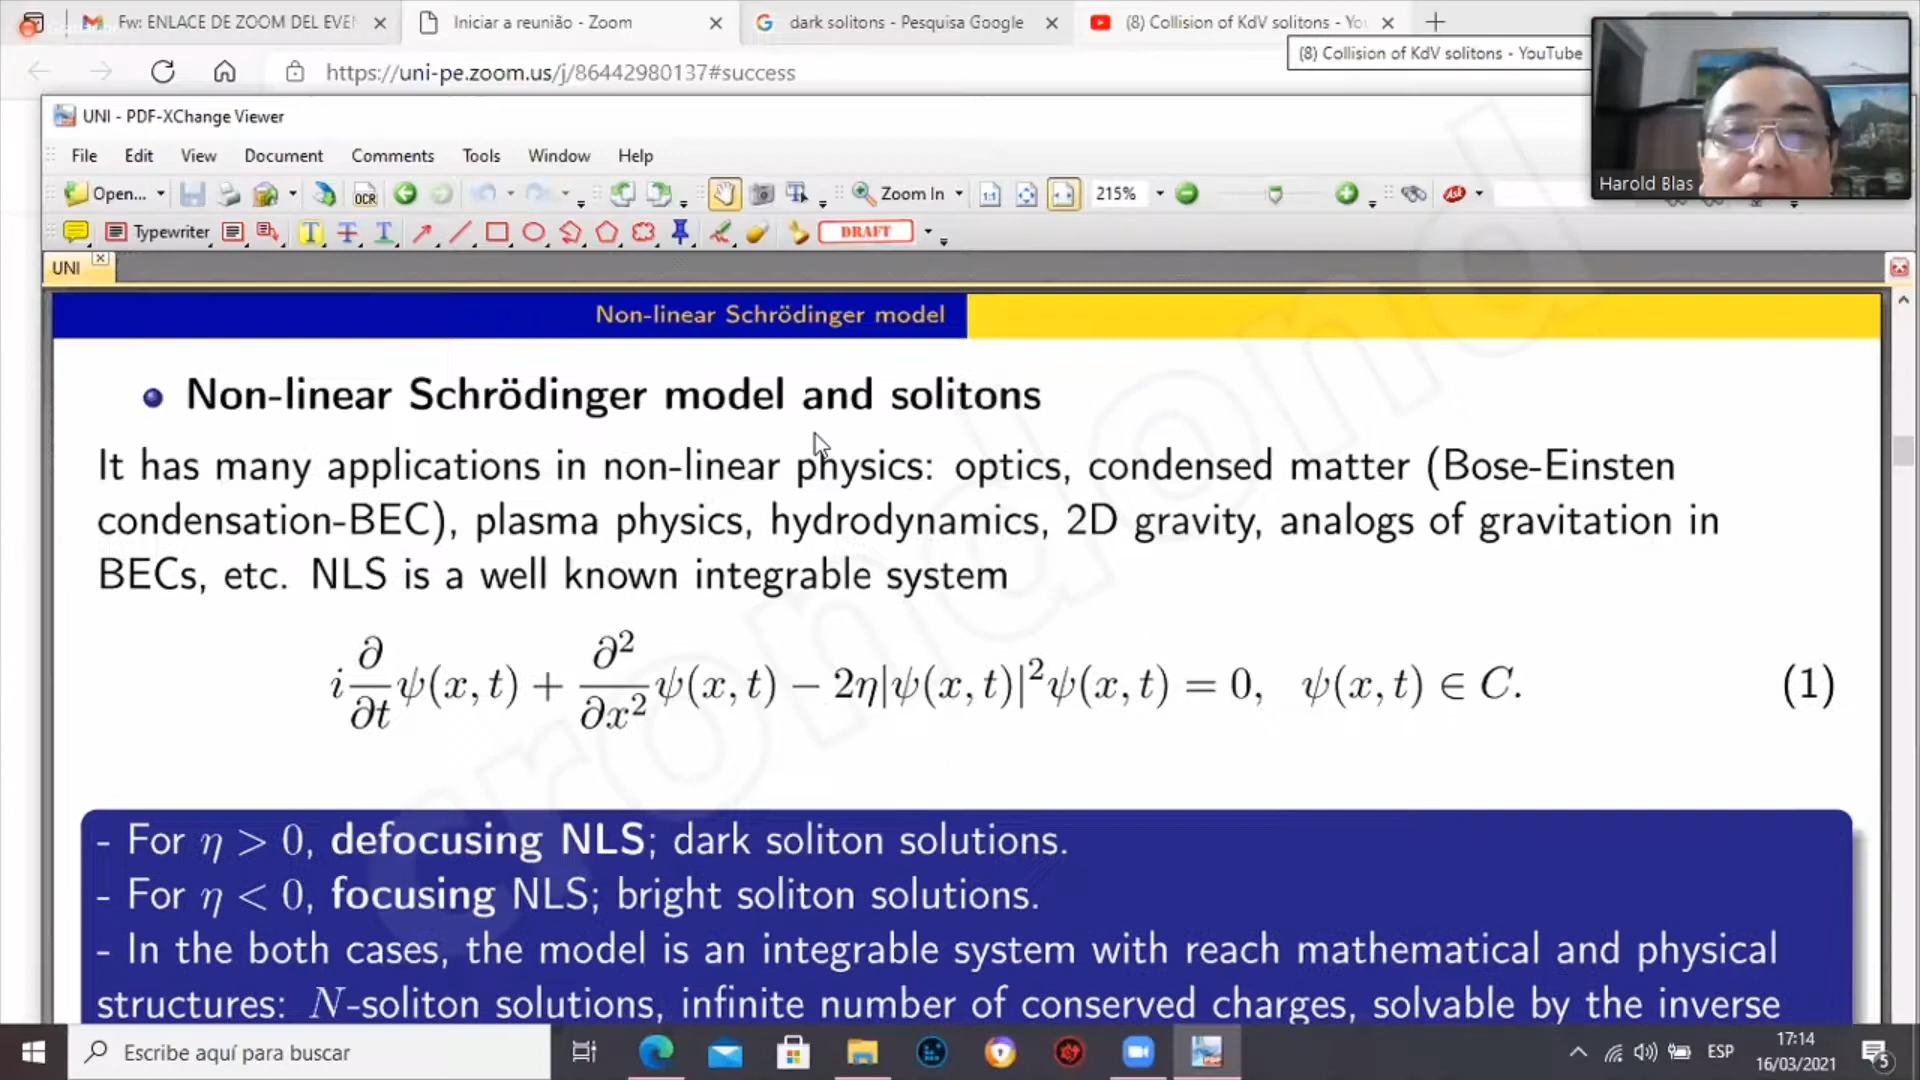 Fw: ENLACE DE ZOOM DEL EVEN
Iniciar a reunião - Zoom
dark solitons - Pesquisa Google
(8) Collision of KdV solitons - You
(8) Collision of KdV solitons - YouTube
https://uni-pe.zoom.us/j/86442980137#success
Harold Blas
UNI - PDF-XChange Viewer
File Edit View Document Comments Tools Window Help
Open... OCR Zoom In 215%
Typewriter DRAFT
UNI
Non-linear Schrödinger model
• Non-linear Schrödinger model and solitons
It has many applications in non-linear physics: optics, condensed matter (Bose-Einsten
condensation-BEC), plasma physics, hydrodynamics, 2D gravity, analogs of gravitation in
BECs, etc. NLS is a well known integrable system
i ∂/∂t ψ(x, t) + ∂²/∂x² ψ(x, t) − 2η|ψ(x, t)|²ψ(x, t) = 0, ψ(x, t) ∈ C. (1)
- For η > 0, defocusing NLS; dark soliton solutions.
- For η < 0, focusing NLS; bright soliton solutions.
- In the both cases, the model is an integrable system with reach mathematical and physical
structures: N-soliton solutions, infinite number of conserved charges, solvable by the inverse
Escribe aquí para buscar
ESP
17:14
16/03/2021
5